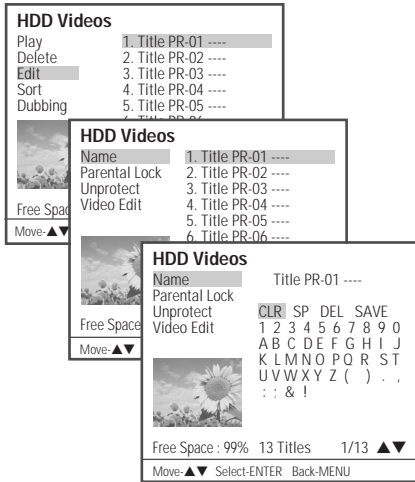 HDD Videos
Play 1. Title PR-01 ----
Delete 2. Title PR-02 ----
Edit 3. Title PR-03 ----
Sort 4. Title PR-04 ----
Dubbing 5. Title PR-05 ----
Free
Move-▲▼
HDD Videos
Name 1. Title PR-01 ----
Parental Lock 2. Title PR-02 ----
Unprotect 3. Title PR-03 ----
Video Edit 4. Title PR-04 ----
5. Title PR-05 ----
6. Title PR-06 ----
Free Space
Move-▲▼
HDD Videos
Name Title PR-01 ----
Parental Lock
Unprotect CLR SP DEL SAVE
Video Edit 1 2 3 4 5 6 7 8 9 0
A B C D E F G H I J
K L M N O P Q R S T
U V W X Y Z ( ) . ,
: ; & !
Free Space : 99% 13 Titles 1/13 ▲▼
Move-▲▼ Select-ENTER Back-MENU